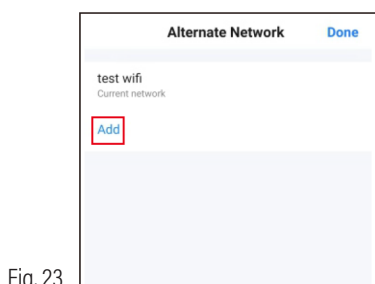 Alternate Network Done
test wifi
Current network
Add
Fig. 23